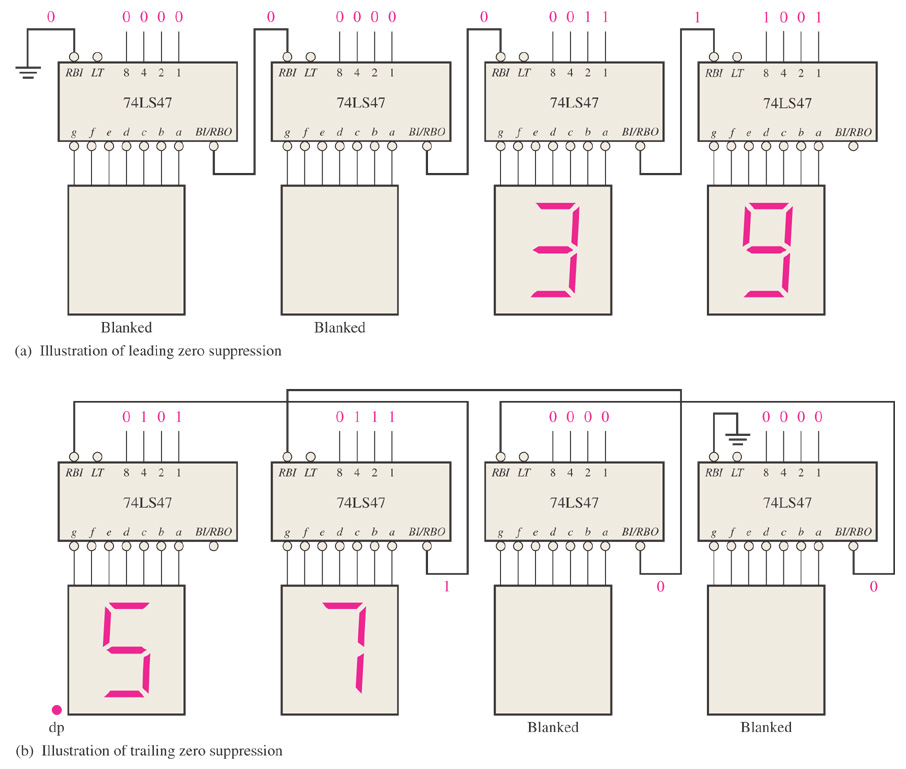 0 0 0 0 0 0 0 0 0 0 0 0 0 1 1 1 1 0 0 1
RBI LT 8 4 2 1 RBI LT 8 4 2 1 RBI LT 8 4 2 1 RBI LT 8 4 2 1
74LS47 74LS47 74LS47 74LS47
g f e d c b a BI/RBO g f e d c b a BI/RBO g f e d c b a BI/RBO g f e d c b a BI/RBO
3 9
Blanked Blanked
(a) Illustration of leading zero suppression
0 1 0 1 0 1 1 1 0 0 0 0 0 0 0 0
RBI LT 8 4 2 1 RBI LT 8 4 2 1 RBI LT 8 4 2 1 RBI LT 8 4 2 1
74LS47 74LS47 74LS47 74LS47
g f e d c b a BI/RBO g f e d c b a BI/RBO g f e d c b a BI/RBO g f e d c b a BI/RBO
1 0 0
5 7
dp Blanked Blanked
(b) Illustration of trailing zero suppression